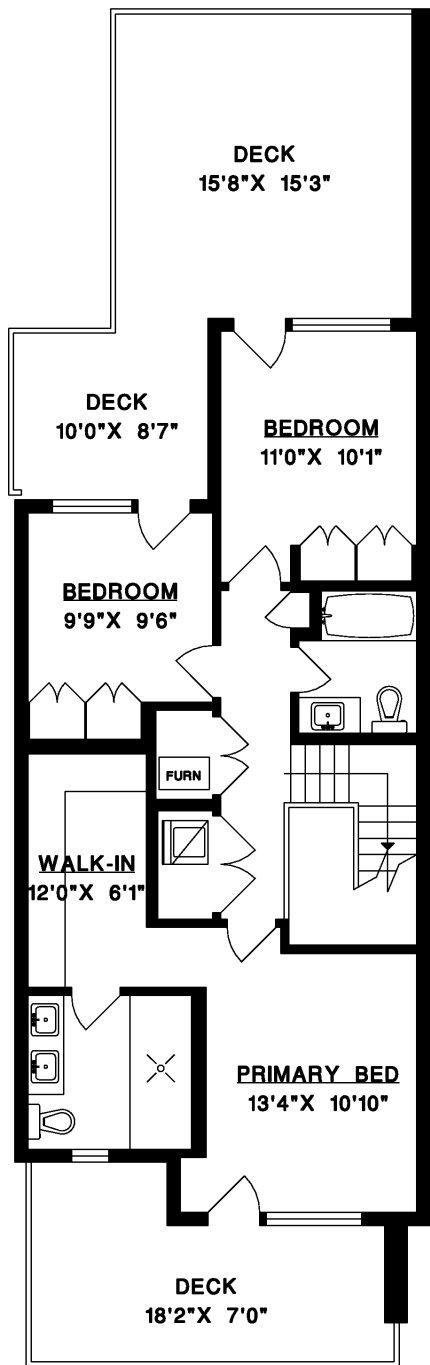 DECK
15'8"X 15'3"
DECK
10'0"X 8'7"
BEDROOM
11'0"X 10'1"
BEDROOM
9'9"X 9'6"
FURN
WALK-IN
12'0"X 6'1"
PRIMARY BED
13'4"X 10'10"
DECK
18'2"X 7'0"